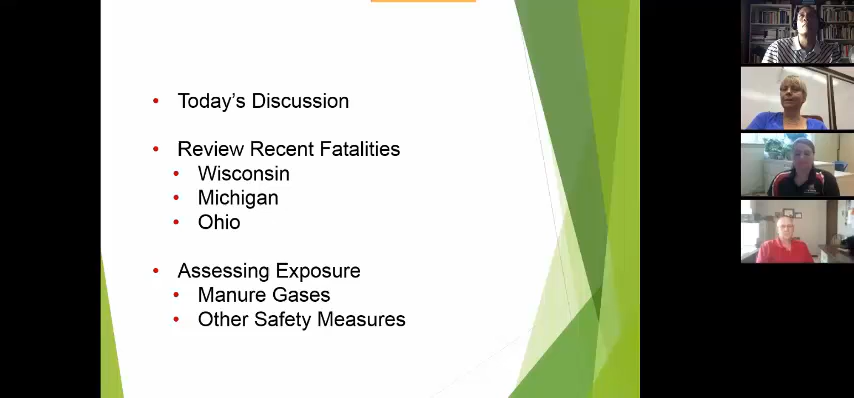 • Today's Discussion
• Review Recent Fatalities
• Wisconsin
• Michigan
• Ohio
• Assessing Exposure
• Manure Gases
• Other Safety Measures